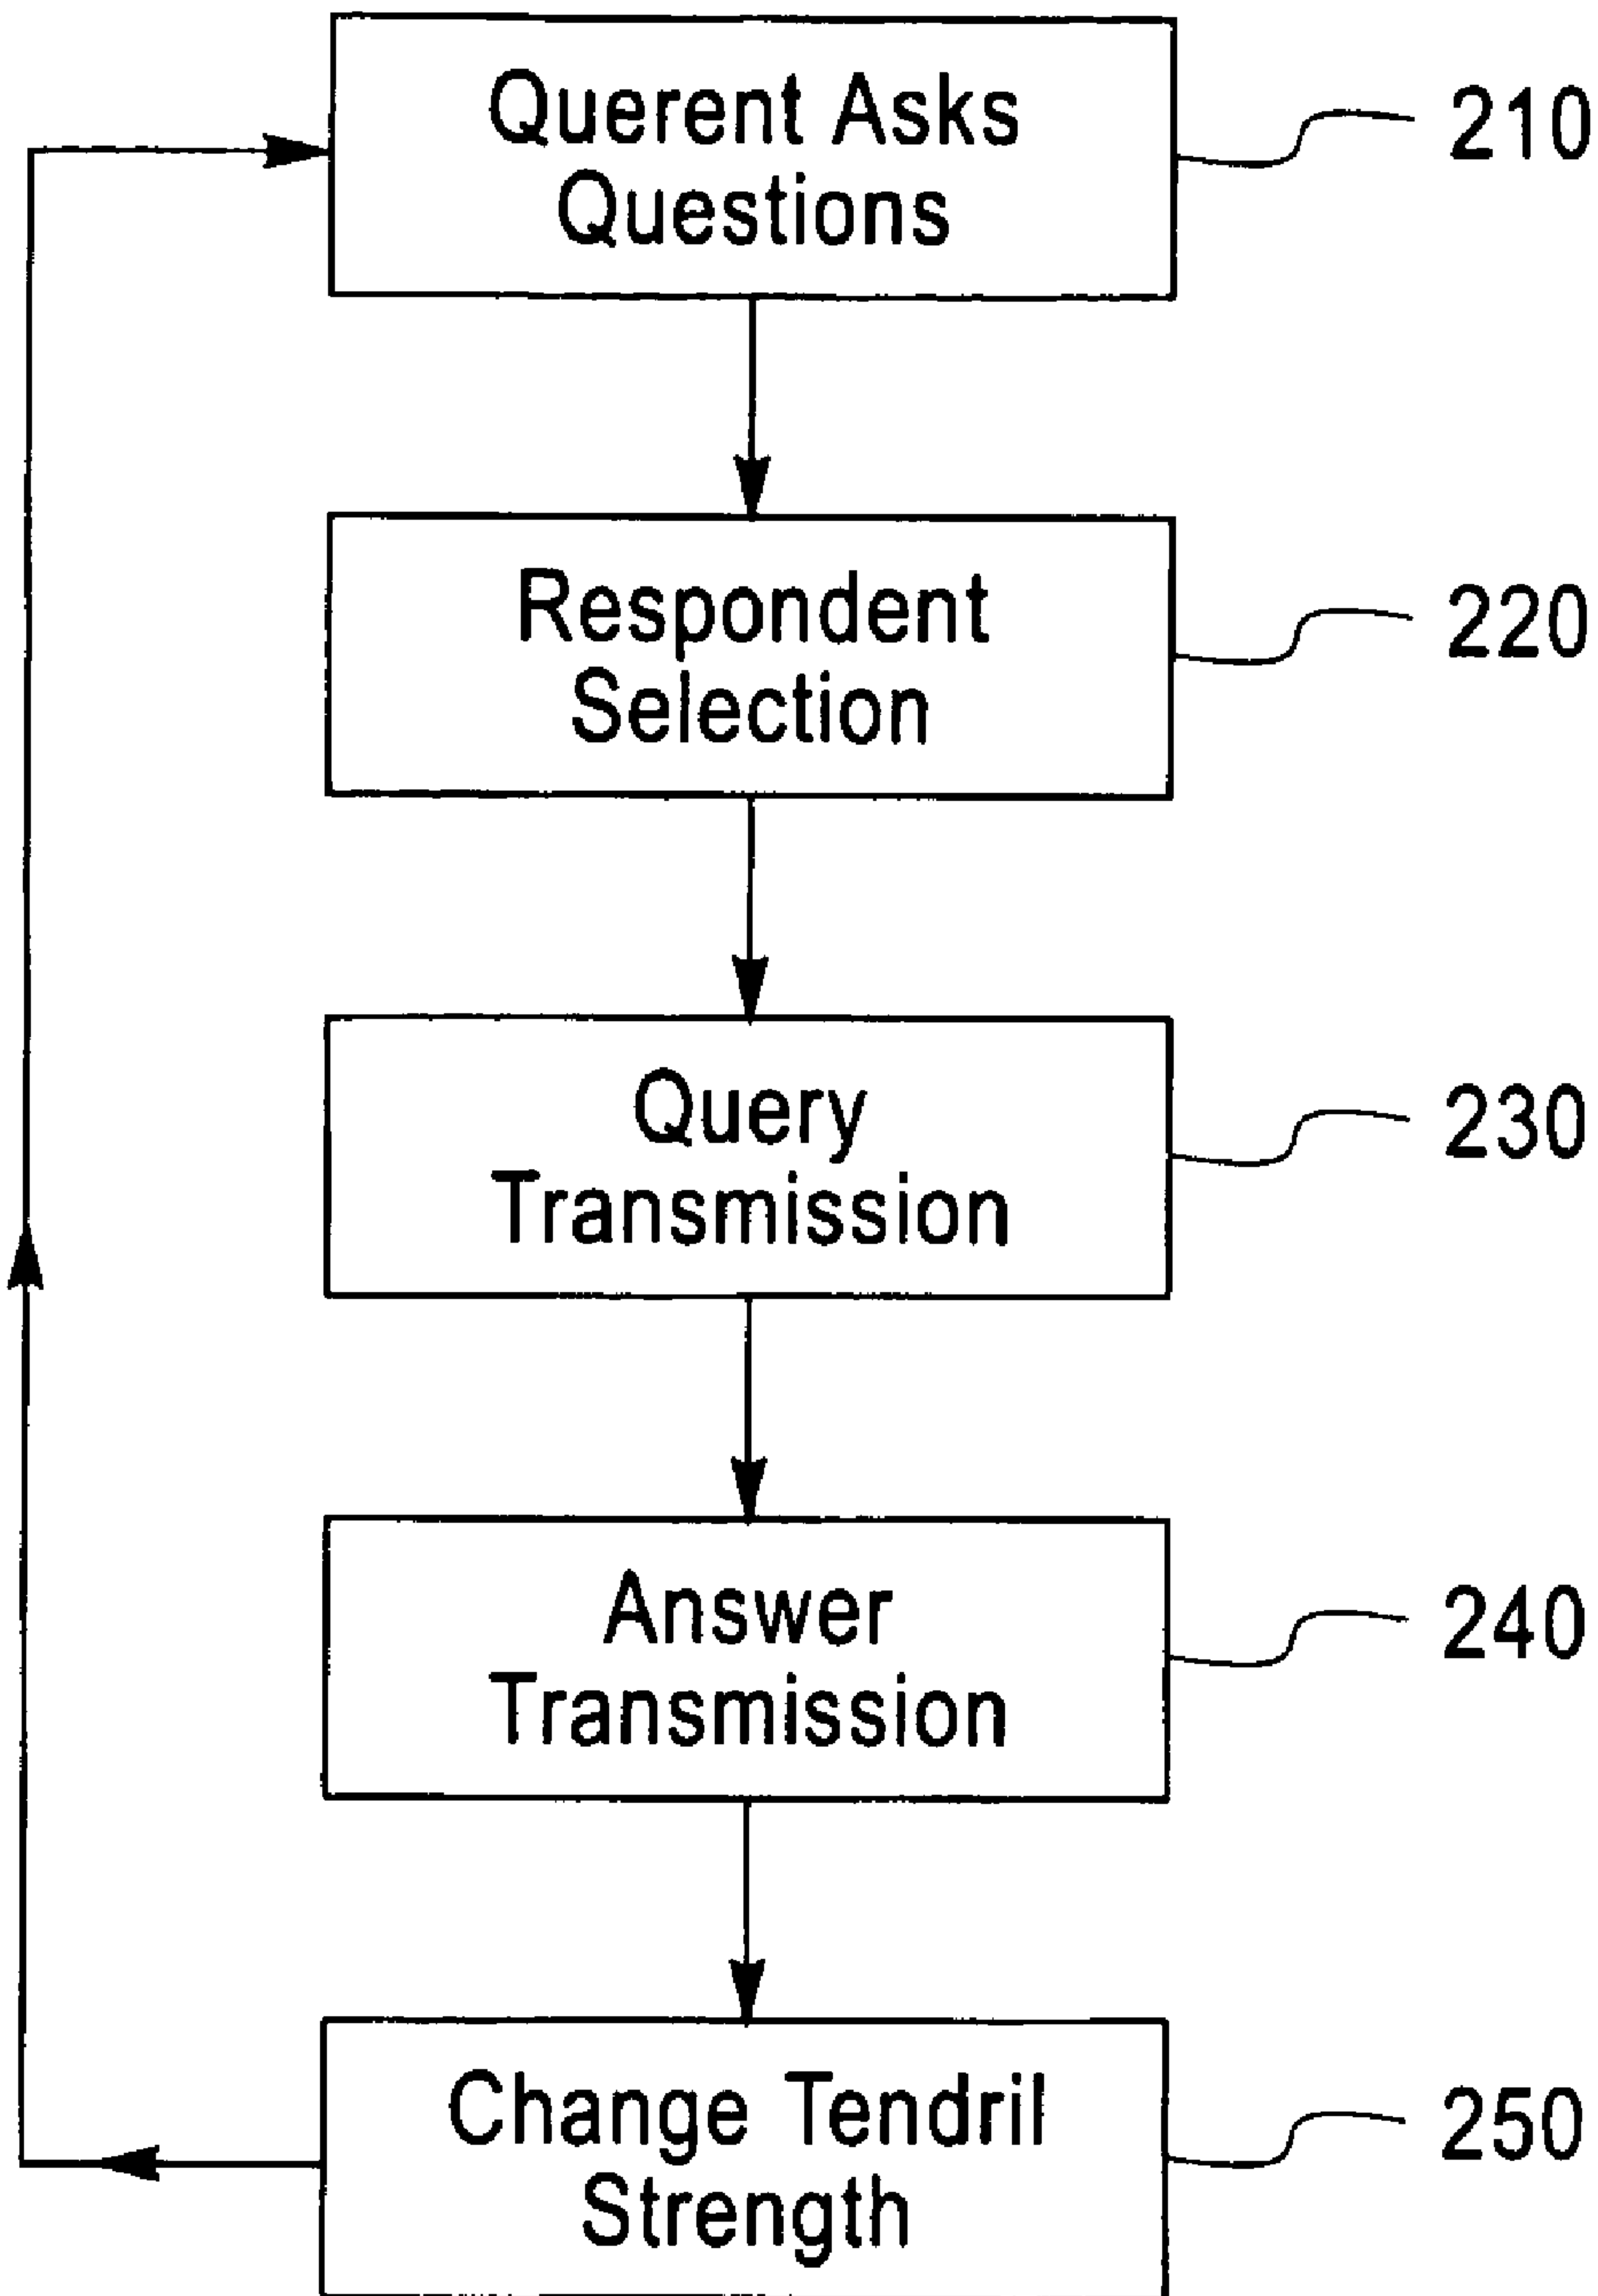 Querent Asks
Questions
210
Respondent
Selection
220
Query
Transmission
230
Answer
Transmission
240
Change Tendril
Strength
250